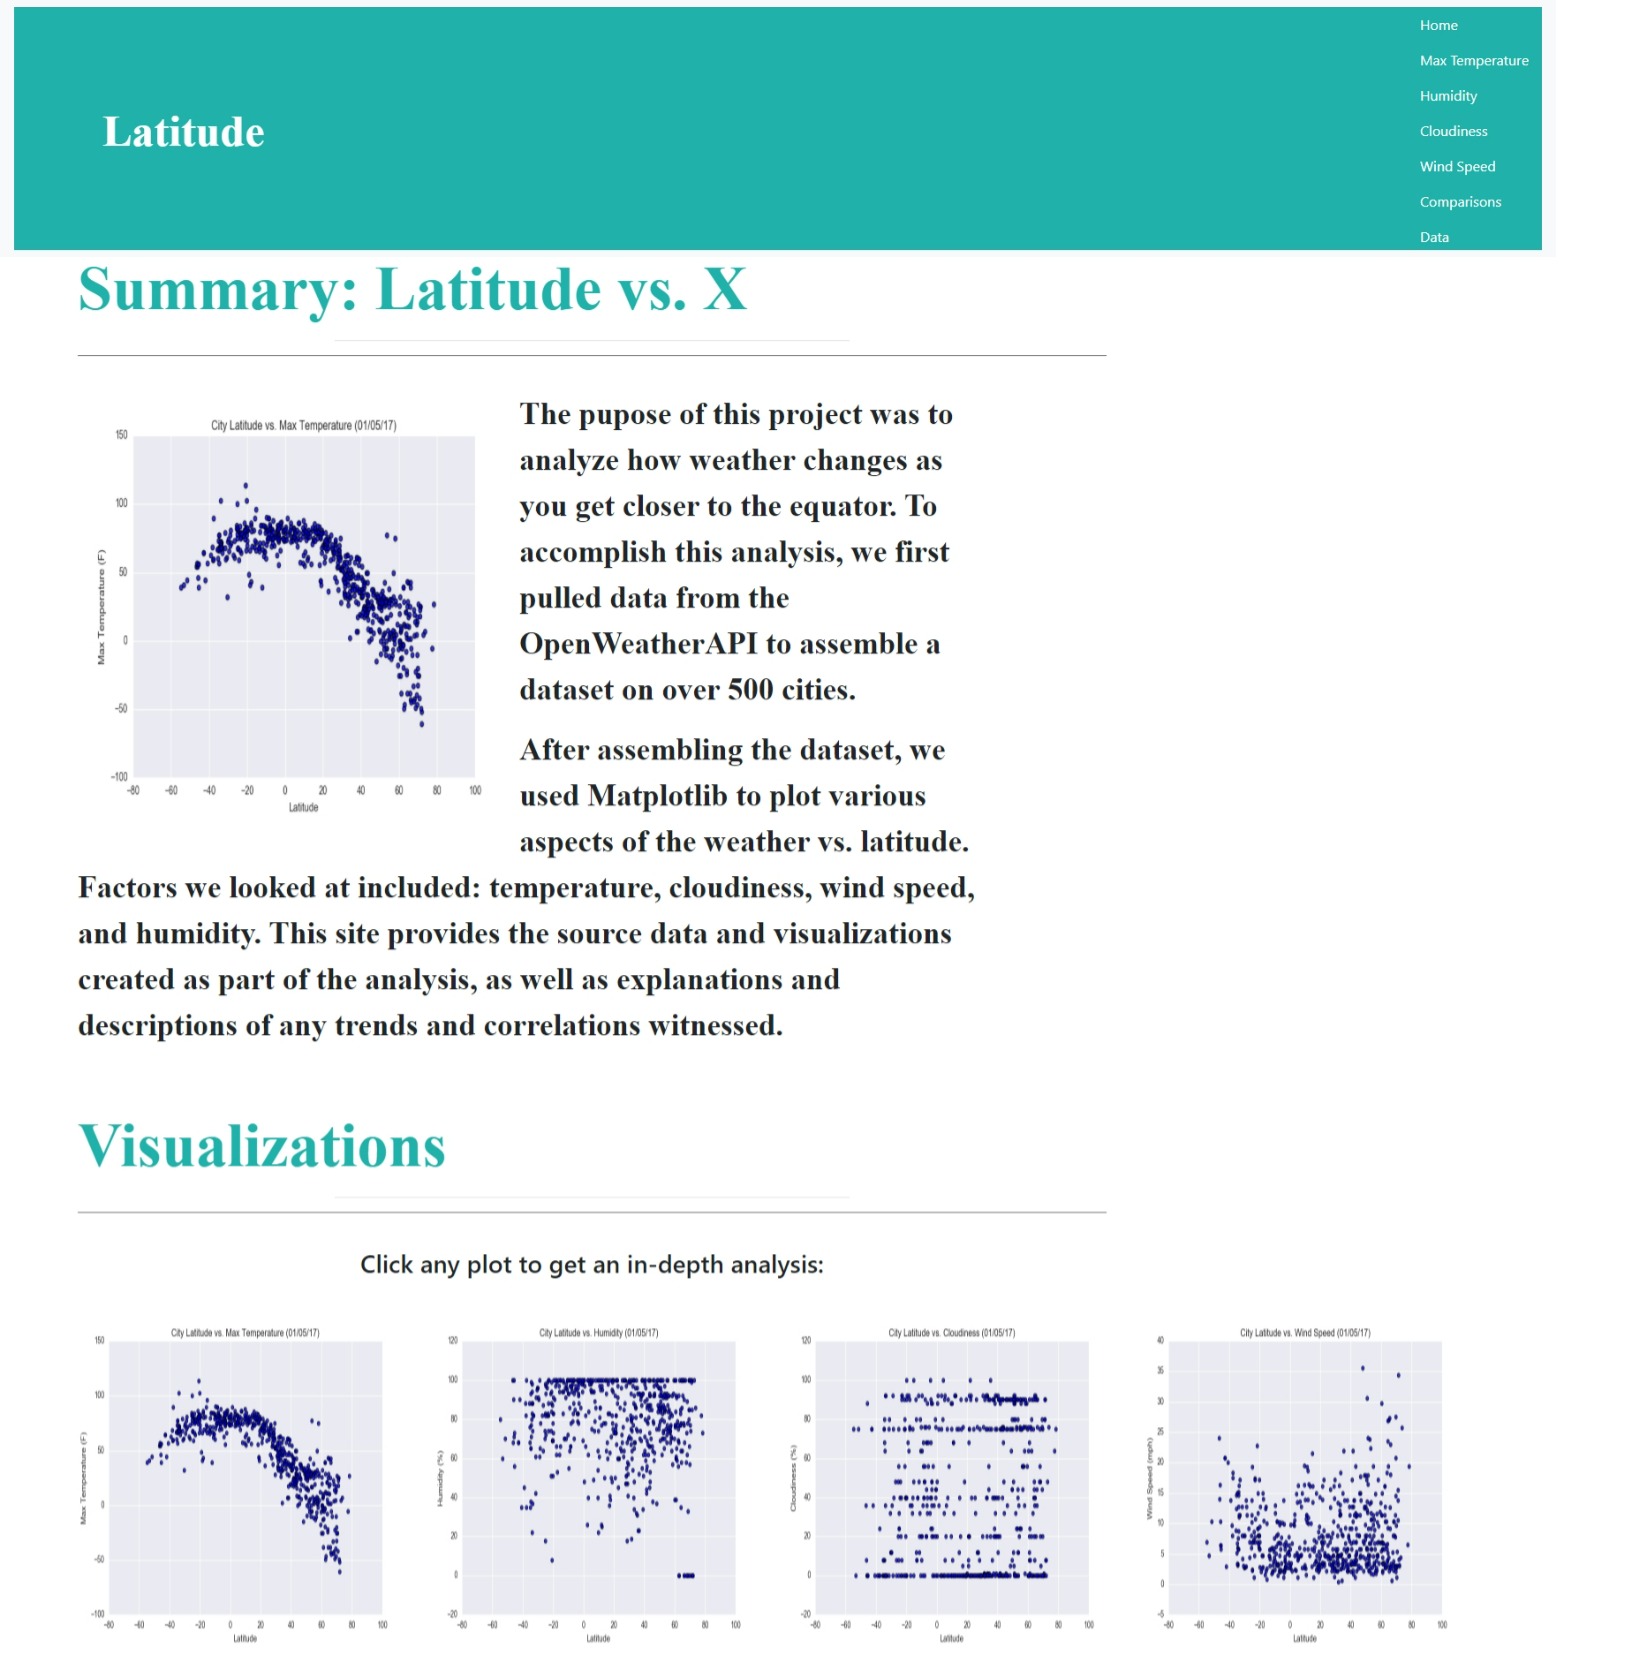 Home
Max Temperature
Humidity
Cloudiness
Wind Speed
Comparisons
Data
Latitude
Summary: Latitude vs. X
City Latitude vs. Max Temperature (01/05/17)
150
100
50
0
−50
−100
Max Temperature (F)
−80 −60 −40 −20 0 20 40 60 80 100
Latitude
The pupose of this project was to
analyze how weather changes as
you get closer to the equator. To
accomplish this analysis, we first
pulled data from the
OpenWeatherAPI to assemble a
dataset on over 500 cities.
After assembling the dataset, we
used Matplotlib to plot various
aspects of the weather vs. latitude.
Factors we looked at included: temperature, cloudiness, wind speed,
and humidity. This site provides the source data and visualizations
created as part of the analysis, as well as explanations and
descriptions of any trends and correlations witnessed.
Visualizations
Click any plot to get an in-depth analysis:
City Latitude vs. Max Temperature (01/05/17)
150
100
50
0
−50
−100
Max Temperature (F)
−80 −60 −40 −20 0 20 40 60 80 100
Latitude
City Latitude vs. Humidity (01/05/17)
120
100
80
60
40
20
0
−20
Humidity (%)
−80 −60 −40 −20 0 20 40 60 80 100
Latitude
City Latitude vs. Cloudiness (01/05/17)
120
100
80
60
40
20
0
−20
Cloudiness (%)
−80 −60 −40 −20 0 20 40 60 80 100
Latitude
City Latitude vs. Wind Speed (01/05/17)
40
35
30
25
20
15
10
5
0
−5
Wind Speed (mph)
−80 −60 −40 −20 0 20 40 60 80 100
Latitude